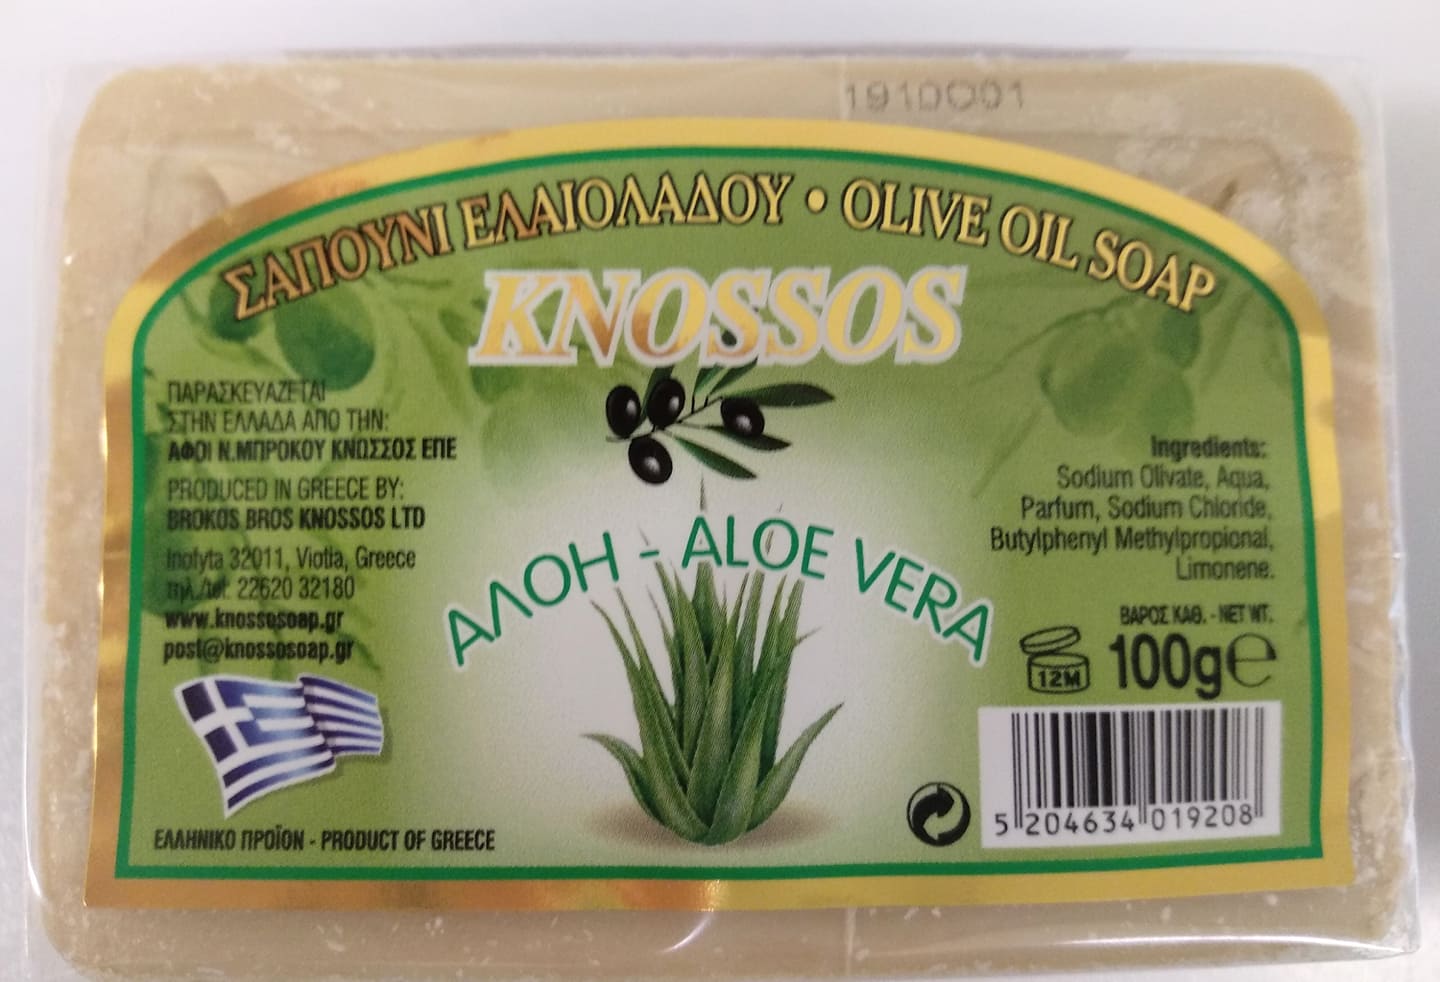 191DO01
ΣΑΠΟΥΝΙ ΕΛΑΙΟΛΑΔΟΥ • OLIVE OIL SOAP
KNOSSOS
ΠΑΡΑΣΚΕΥΑΖΕΤΑΙ
ΣΤΗΝ ΕΛΛΑΔΑ ΑΠΟ ΤΗΝ:
ΑΦΟΙ Ν.ΜΠΡΟΚΟΥ ΚΝΩΣΣΟΣ ΕΠΕ
PRODUCED IN GREECE BY:
BROKOS BROS KNOSSOS LTD
Inofyta 32011, Viotia, Greece
τηλ./tel: 22620 32180
www.knossosoap.gr
post@knossosoap.gr
ΕΛΛΗΝΙΚΟ ΠΡΟΪΟΝ - PRODUCT OF GREECE
ΑΛΟΗ - ALOE VERA
Ingredients:
Sodium Olivate, Aqua,
Parfum, Sodium Chloride,
Butylphenyl Methylpropional,
Limonene.
ΒΑΡΟΣ ΚΑΘ. - NET WT.
12M 100g℮
5 204634 019208